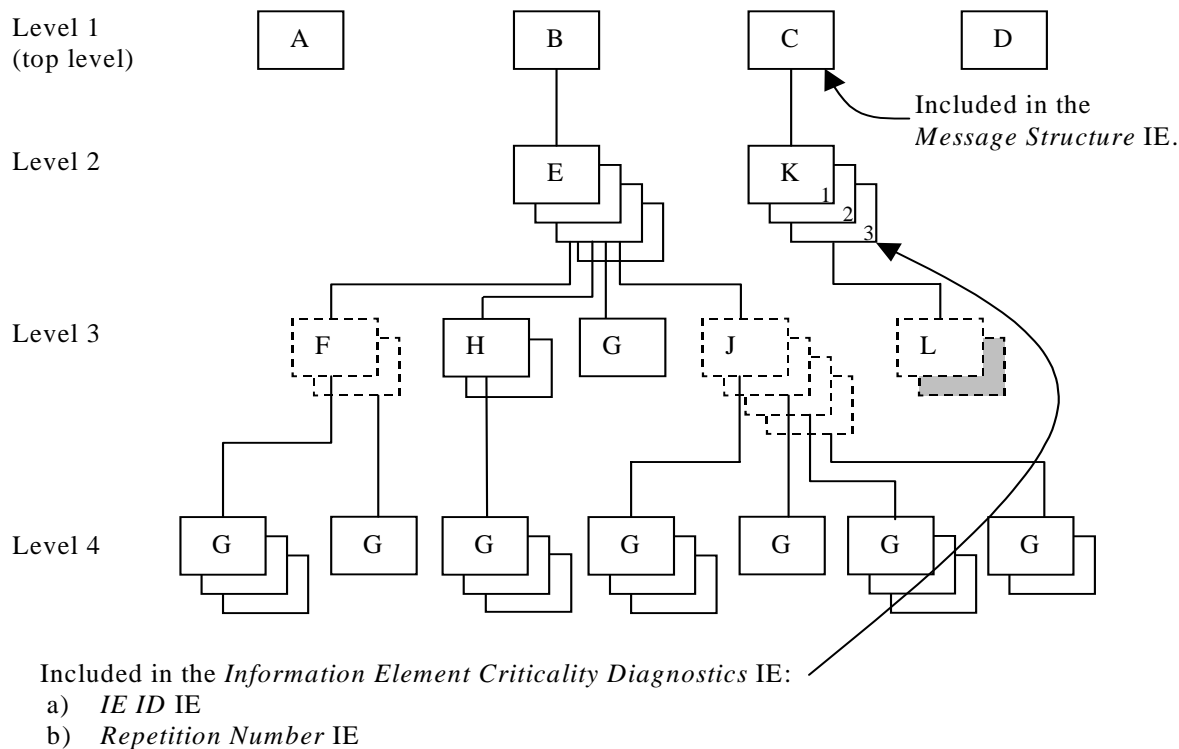 Level 1
(top level)
A
B
C
D
Included in the
Message Structure IE.
Level 2
E
K
1
2
3
Level 3
F
H
G
J
L
Level 4
G
G
G
G
G
G
G
Included in the Information Element Criticality Diagnostics IE:
a) IE ID IE
b) Repetition Number IE